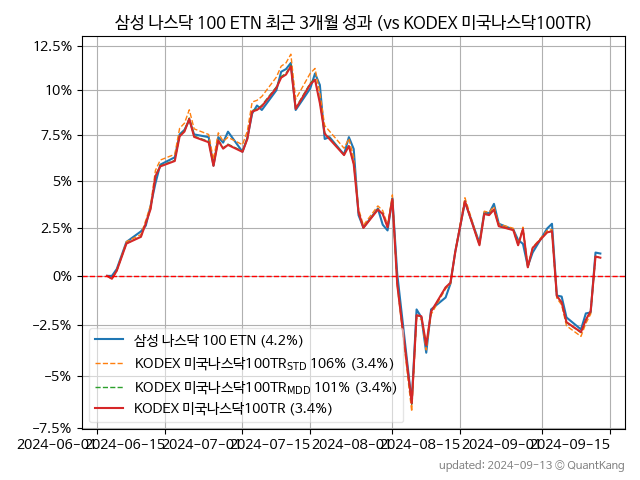 삼성 나스닥 100 ETN 최근 3개월 성과 (vs KODEX 미국나스닥100TR)
12.5%
10%
7.5%
5%
2.5%
0%
−2.5%
−5%
−7.5%
삼성 나스닥 100 ETN (4.2%)
KODEX 미국나스닥100TR_STD 106% (3.4%)
KODEX 미국나스닥100TR_MDD 101% (3.4%)
KODEX 미국나스닥100TR (3.4%)
2024-06-01 2024-06-15 2024-07-01 2024-07-15 2024-08-01 2024-08-15 2024-09-01 2024-09-15
updated: 2024-09-13 © QuantKang